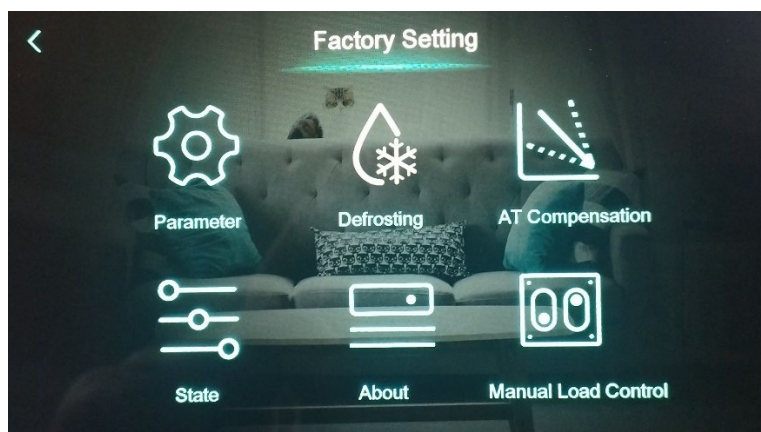 Factory Setting
Parameter
Defrosting
AT Compensation
State
About
Manual Load Control